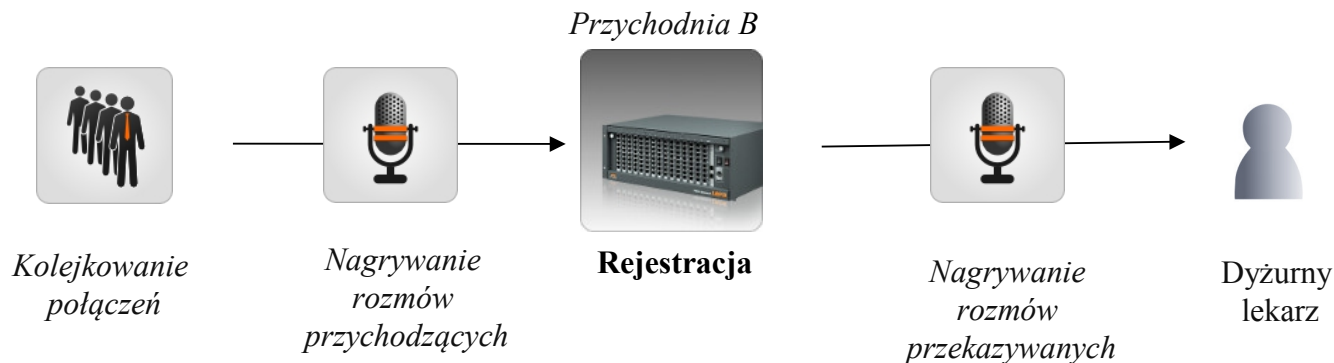 Przychodnia B
Kolejkowanie
połączeń
Nagrywanie
rozmów
przychodzących
Rejestracja
Nagrywanie
rozmów
przekazywanych
Dyżurny
lekarz